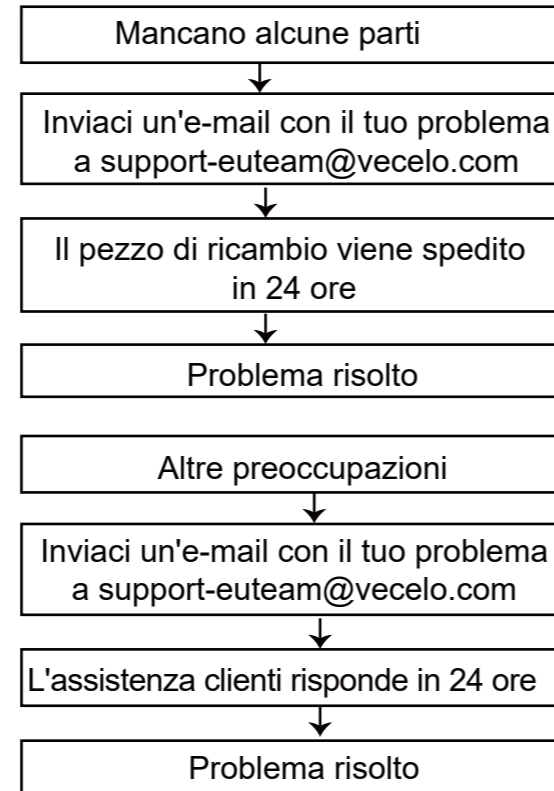 Mancano alcune parti
Inviaci un'e-mail con il tuo problema
a support-euteam@vecelo.com
Il pezzo di ricambio viene spedito
in 24 ore
Problema risolto
Altre preoccupazioni
Inviaci un'e-mail con il tuo problema
a support-euteam@vecelo.com
L'assistenza clienti risponde in 24 ore
Problema risolto